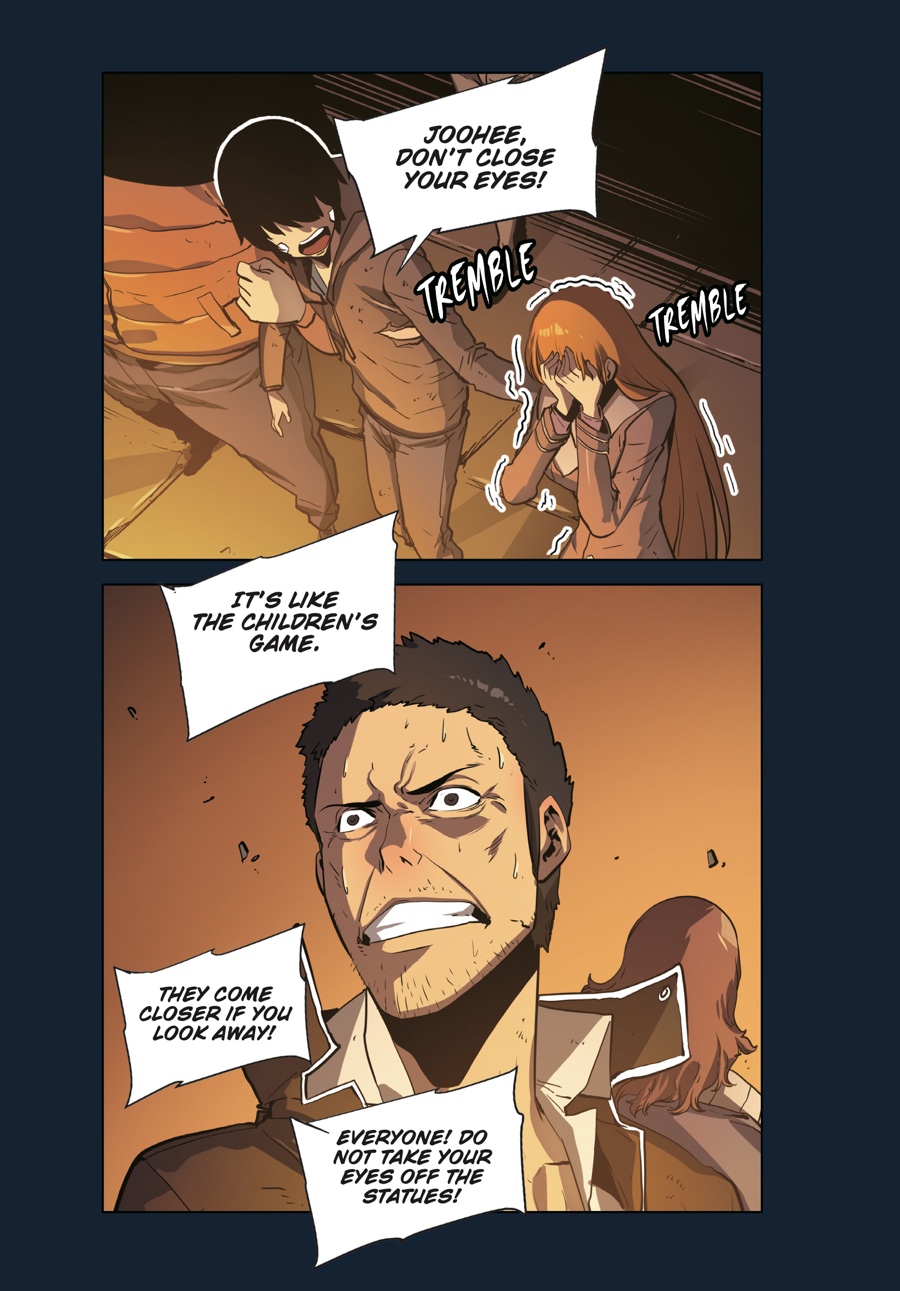 JOOHEE,
DON'T CLOSE
YOUR EYES!
TREMBLE
TREMBLE
IT'S LIKE
THE CHILDREN'S
GAME.
THEY COME
CLOSER IF YOU
LOOK AWAY!
EVERYONE! DO
NOT TAKE YOUR
EYES OFF THE
STATUES!